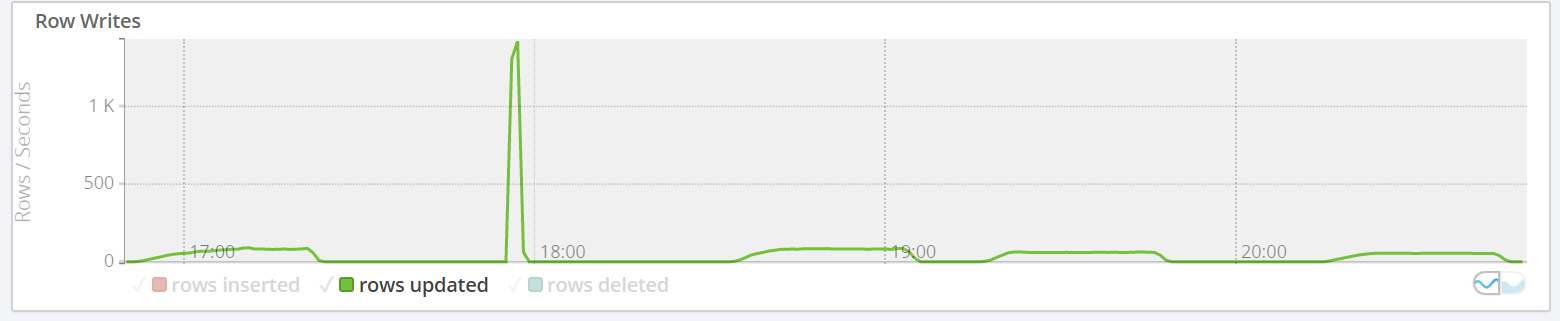 Row Writes
Rows / Seconds
1 K
500
0
17:00 18:00 19:00 20:00
rows inserted rows updated rows deleted